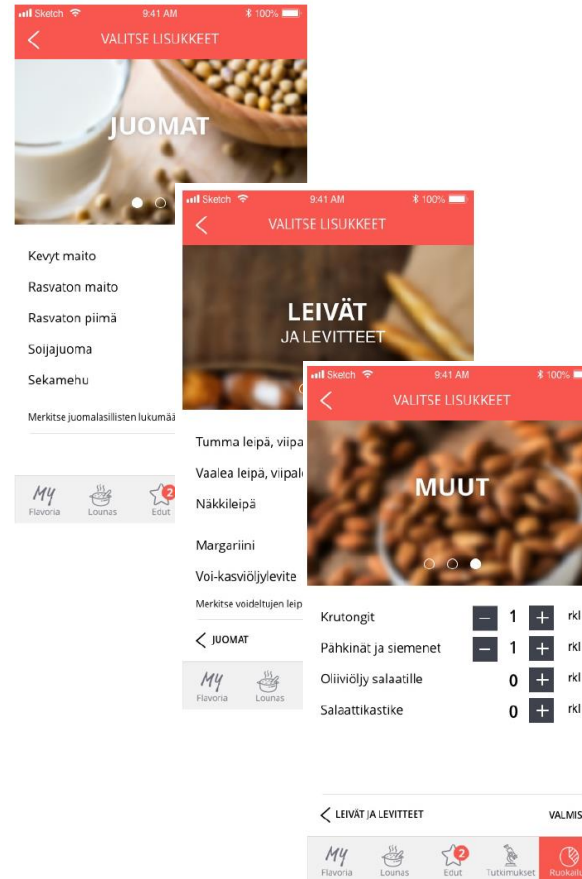 Sketch 9:41 AM 100%
VALITSE LISUKKEET
JUOMAT
Kevyt maito
Rasvaton maito
Rasvaton piimä
Soijajuoma
Sekamehu
Merkitse juomalasillisten lukumää
My Flavoria
Lounas
2
Edut
Sketch 9:41 AM 100%
VALITSE LISUKKEET
LEIVÄT
JA LEVITTEET
Tumma leipä, viipa
Vaalea leipä, viipal
Näkkileipä
Margariini
Voi-kasviöljylevite
Merkitse voideltujen leip
JUOMAT
My Flavoria
Lounas
Sketch 9:41 AM 100%
VALITSE LISUKKEET
MUUT
Krutongit − 1 + rkl
Pähkinät ja siemenet − 1 + rkl
Oliiviöljy salaatille 0 + rkl
Salaattikastike 0 + rkl
LEIVÄT JA LEVITTEET VALMIS
My Flavoria
Lounas
2
Edut
Tutkimukset